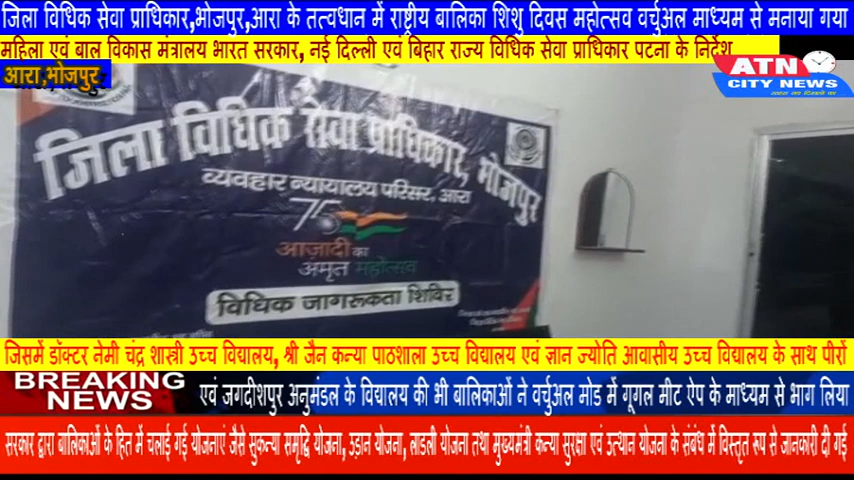 जिला विधिक सेवा प्राधिकार,भोजपुर,आरा के तत्वधान में राष्ट्रीय बालिका शिशु दिवस महोत्सव वर्चुअल माध्यम से मनाया गया
महिला एवं बाल विकास मंत्रालय भारत सरकार, नई दिल्ली एवं बिहार राज्य विधिक सेवा प्राधिकार पटना के निर्देश
आरा,भोजपुर
ATN
CITY NEWS
जिला विधिक सेवा प्राधिकार, भोजपुर
व्यवहार न्यायालय परिसर, आरा
75
आज़ादी का
अमृत महोत्सव
विधिक जागरूकता शिविर
जिसमें डॉक्टर नेमी चंद्र शास्त्री उच्च विद्यालय, श्री जैन कन्या पाठशाला उच्च विद्यालय एवं ज्ञान ज्योति आवासीय उच्च विद्यालय के साथ पीरों
BREAKING
NEWS
एवं जगदीशपुर अनुमंडल के विद्यालय की भी बालिकाओं ने वर्चुअल मोड में गूगल मीट ऐप के माध्यम से भाग लिया
सरकार द्वारा बालिकाओं के हित में चलाई गई योजनाएं जैसे सुकन्या समृद्धि योजना, उड़ान योजना, लाडली योजना तथा मुख्यमंत्री कन्या सुरक्षा एवं उत्थान योजना के संबंध में विस्तृत रूप से जानकारी दी गई